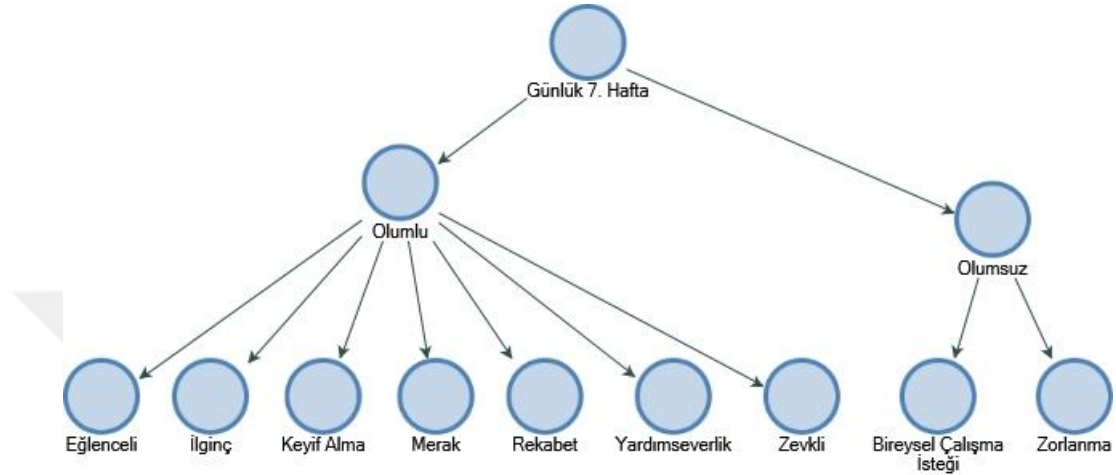 Günlük 7. Hafta
Olumlu
Olumsuz
Eğlenceli
İlginç
Keyif Alma
Merak
Rekabet
Yardımseverlik
Zevkli
Bireysel Çalışma
İsteği
Zorlanma